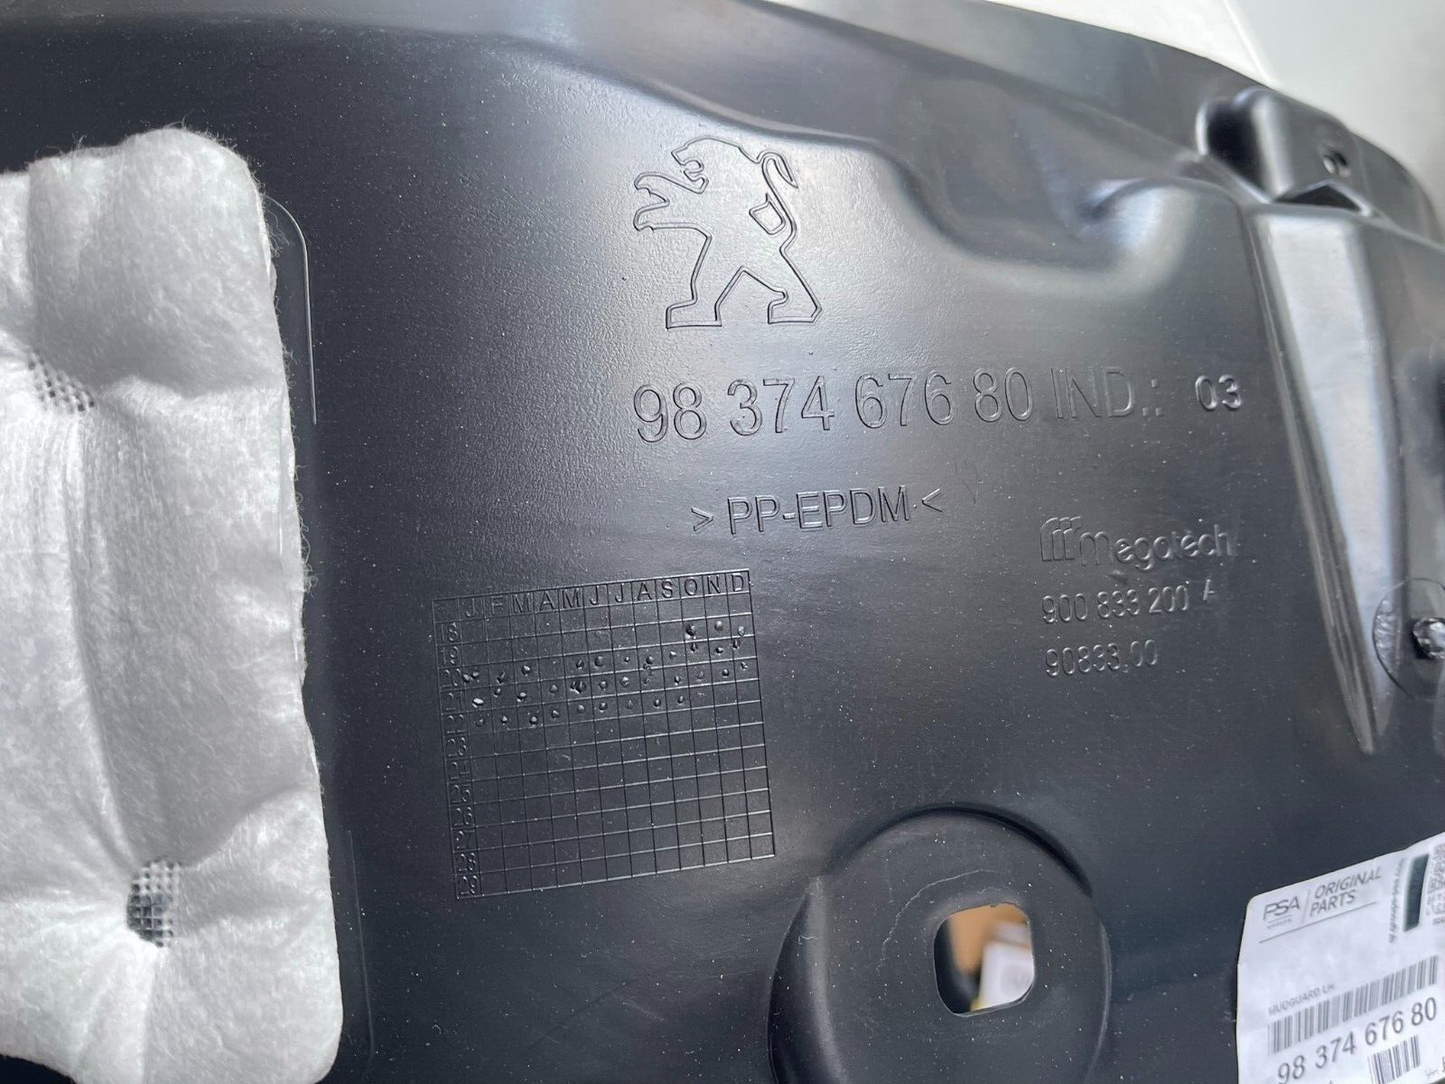 98 374 676 80 IND.: 03
> PP-EPDM <
megatech
900 833 200 A
90833.00
J F M A M J J A S O N D
18
19
20
21
22
23
24
25
26
27
28
29
PSA ORIGINAL PARTS
MUDGUARD LH
98 374 676 80